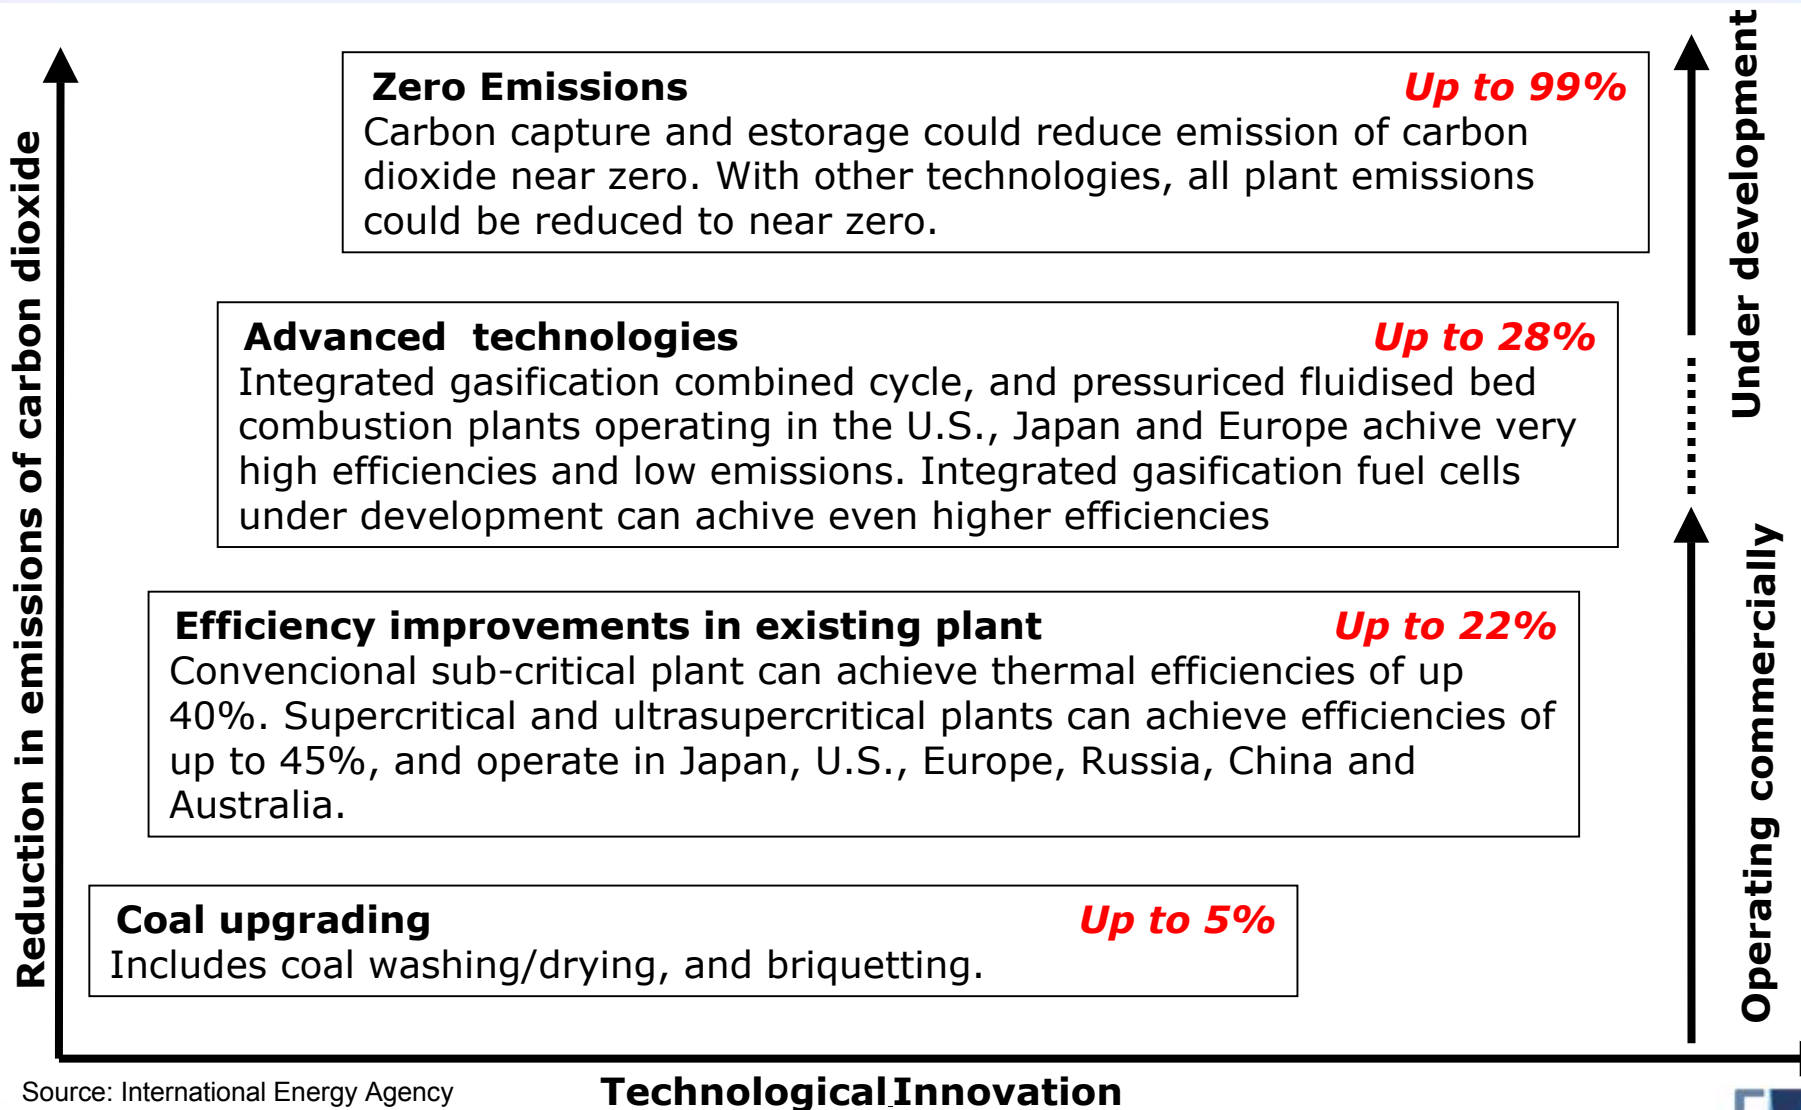 Reduction in emissions of carbon dioxide
Zero Emissions Up to 99%
Carbon capture and estorage could reduce emission of carbon
dioxide near zero. With other technologies, all plant emissions
could be reduced to near zero.
Under development
Advanced technologies Up to 28%
Integrated gasification combined cycle, and pressuriced fluidised bed
combustion plants operating in the U.S., Japan and Europe achive very
high efficiencies and low emissions. Integrated gasification fuel cells
under development can achive even higher efficiencies
Efficiency improvements in existing plant Up to 22%
Convencional sub-critical plant can achieve thermal efficiencies of up
40%. Supercritical and ultrasupercritical plants can achieve efficiencies of
up to 45%, and operate in Japan, U.S., Europe, Russia, China and
Australia.
Operating commercially
Coal upgrading Up to 5%
Includes coal washing/drying, and briquetting.
Source: International Energy Agency
Technological Innovation